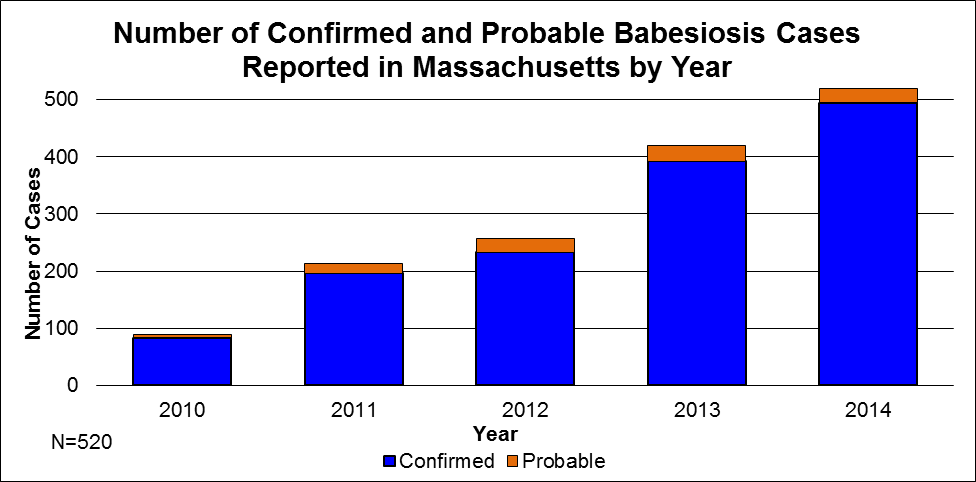 Number of Confirmed and Probable Babesiosis Cases
Reported in Massachusetts by Year
Number of Cases
500
400
300
200
100
0
2010 2011 2012 2013 2014
Year
N=520
Confirmed Probable